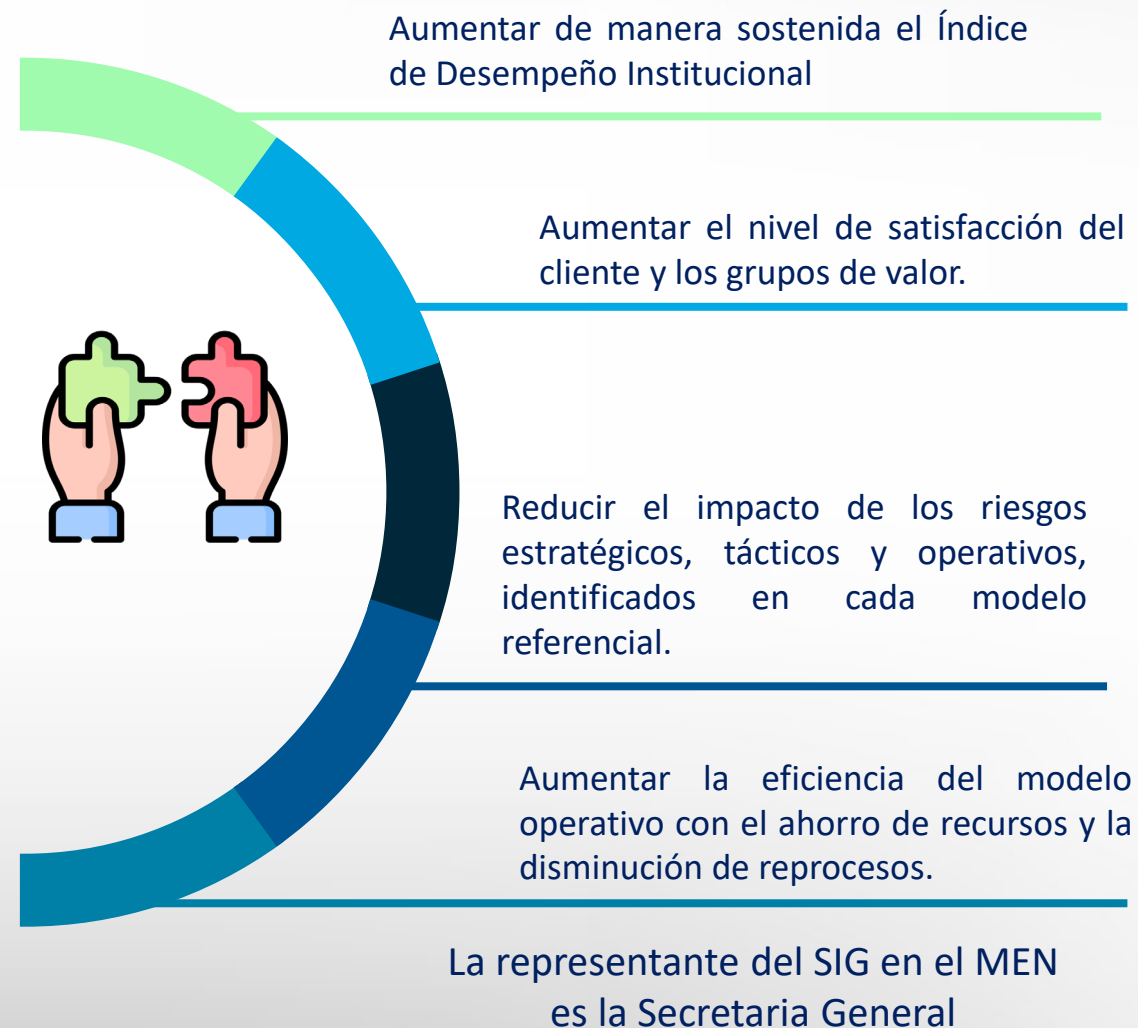 Aumentar de manera sostenida el Índice
de Desempeño Institucional
Aumentar el nivel de satisfacción del
cliente y los grupos de valor.
Reducir el impacto de los riesgos
estratégicos, tácticos y operativos,
identificados en cada modelo
referencial.
Aumentar la eficiencia del modelo
operativo con el ahorro de recursos y la
disminución de reprocesos.
La representante del SIG en el MEN
es la Secretaria General